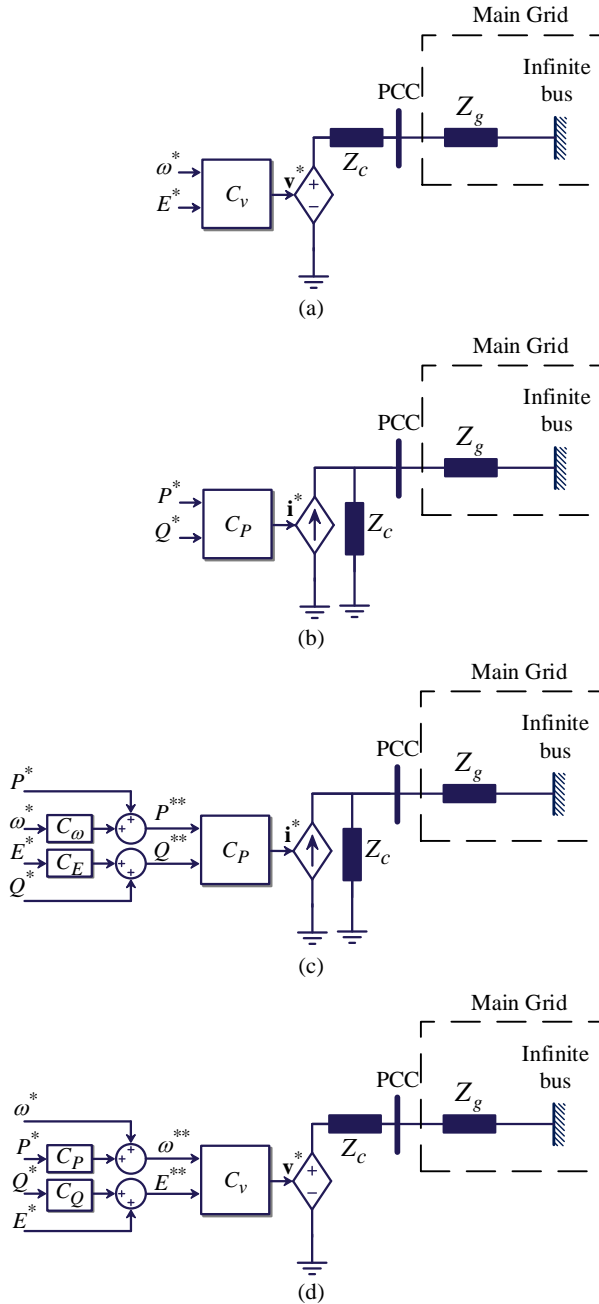 Main Grid
Infinite
bus
PCC
Z_g
Z_c
ω*
E*
C_v
v*
+
−
(a)
Main Grid
Infinite
bus
PCC
Z_g
P*
Q*
C_P
i*
Z_c
(b)
Main Grid
Infinite
bus
PCC
Z_g
P*
ω*
C_ω
+
+
P**
E*
C_E
+
+
Q**
Q*
C_P
i*
Z_c
(c)
Main Grid
Infinite
bus
PCC
Z_g
Z_c
ω*
P*
C_P
+
+
ω**
Q*
C_Q
+
+
E**
E*
C_v
v*
+
−
(d)